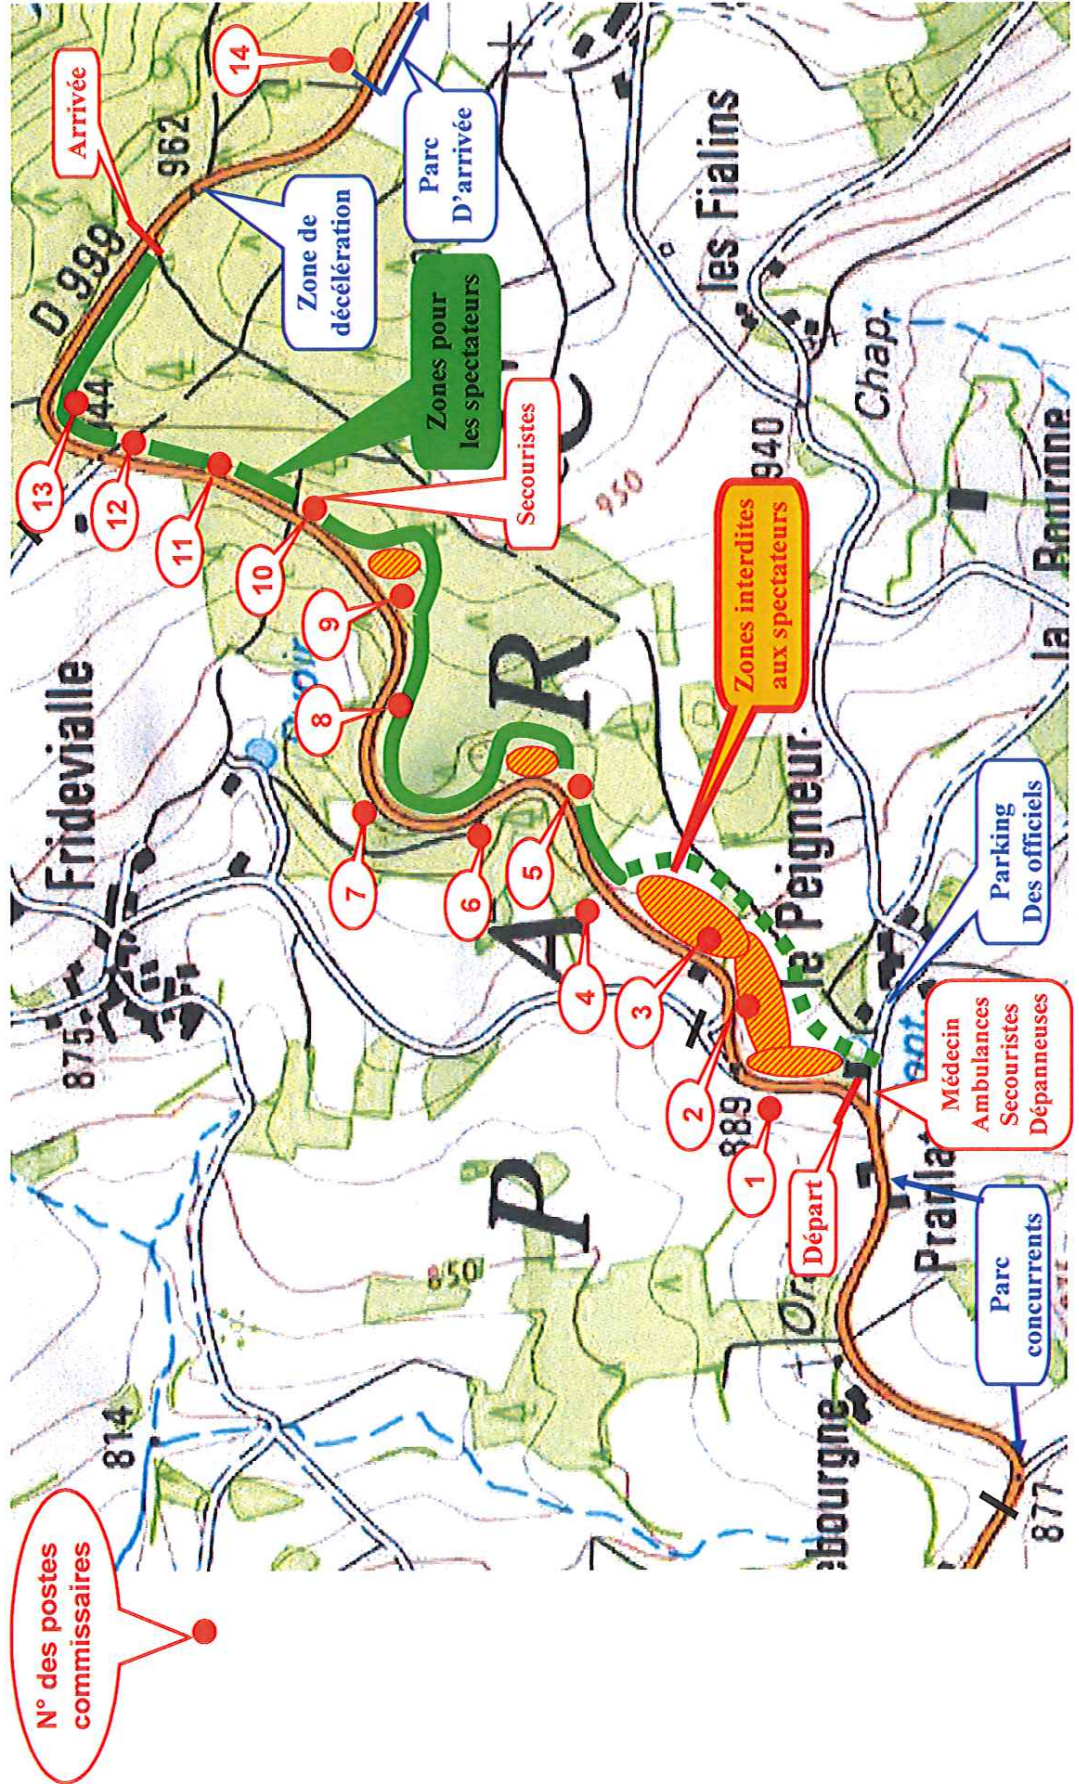 N° des postes
commissaires
Arrivée
14
962
D 999
Zone de
décélération
Parc
D'arrivée
13
12
11
10
9
8
7
6
5
4
3
2
1
44
Zones pour
les spectateurs
Secouristes
Fridevialle
875
814
les Fialins
950
940
Chap.
la Bourgne
Zones interdites
aux spectateurs
P A R C
le Peigneur
889
850
Départ
Parking
Des officiels
Médecin
Ambulances
Secouristes
Dépanneuses
Parc
concurrents
877